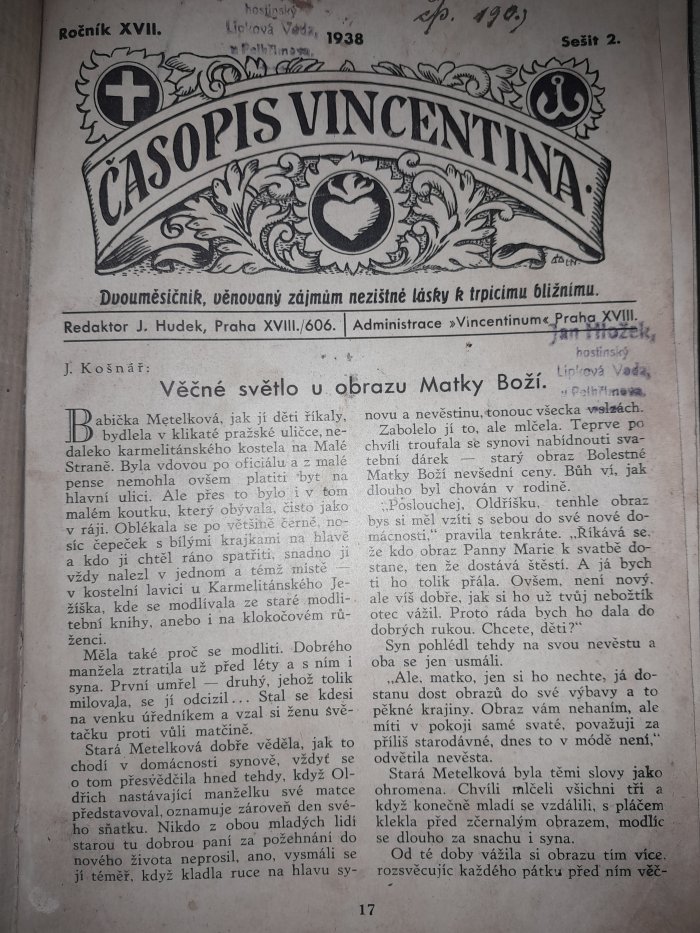 Ročník XVII.
hostinský
Lipková Voda,
u Pelhřimova.
1938
čp. 190.
Sešit 2.
ČASOPIS VINCENTINA.
Dvouměsičník, věnovaný zájmům nezištné lásky k trpícimu bližnímu.
Redaktor J. Hudek, Praha XVIII./606.
Administrace »Vincentinum« Praha XVIII.
Jan Hložek,
hostinský
Lipková Voda,
u Pelhřimova.
J. Košnář:
Věčné světlo u obrazu Matky Boží.
Babička Metelková, jak jí děti říkaly,
bydlela v klikaté pražské uličce, ne-
daleko karmelitánského kostela na Malé
Straně. Byla vdovou po oficiálu a z malé
pense nemohla ovšem platiti byt na
hlavní ulici. Ale přes to bylo i v tom
malém koutku, který obývala, čisto jako
v ráji. Oblékala se po většině černě, no-
síc čepeček s bílými krajkami na hlavě
a kdo ji chtěl ráno spatřiti, snadno ji
vždy nalezl v jednom a témž místě —
v kostelní lavici u Karmelitánského Je-
žíška, kde se modlívala ze staré modli-
tební knihy, anebo i na klokočovém rů-
ženci.
Měla také proč se modliti. Dobrého
manžela ztratila už před léty a s ním i
syna. První umřel — druhý, jehož tolik
milovala, se jí odcizil... Stal se kdesi
na venku úředníkem a vzal si ženu svě-
tačku proti vůli matčině.
Stará Metelková dobře věděla, jak to
chodí v domácnosti synově, vždyť se
o tom přesvědčila hned tehdy, když Ol-
dřich nastávající manželku své matce
představoval, oznamuje zároveň den své-
ho sňatku. Nikdo z obou mladých lidí
starou tu dobrou paní za požehnání do
nového života neprosil, ano, vysmáli se
jí téměř, když kladla ruce na hlavu sy-
novu a nevěstinu, tonouc všecka v slzách.
Zabolelo jí to, ale mlčela. Teprve po
chvíli troufala se synovi nabídnouti sva-
tební dárek — starý obraz Bolestné
Matky Boží nevšední ceny. Bůh ví, jak
dlouho byl chován v rodině.
„Poslouchej, Oldříšku, tenhle obraz
bys si měl vzíti s sebou do své nové do-
mácnosti,“ pravila tenkráte. „Říkává se,
že kdo obraz Panny Marie k svatbě do-
stane, ten že dostává štěstí. A já bych
ti ho tolik přála. Ovšem, není nový,
ale víš dobře, jak si ho už tvůj nebožtík
otec vážil. Proto ráda bych ho dala do
dobrých rukou. Chcete, děti?“
Syn pohlédl tehdy na svou nevěstu a
oba se jen usmáli.
„Ale, matko, jen si ho nechte, já do-
stanu dost obrazů do své výbavy a to
pěkné krajiny. Obraz vám nehaním, ale
míti v pokoji samé svaté, považuji za
příliš starodávné, dnes to v módě není,“
odvětila nevěsta.
Stará Metelková byla těmi slovy jako
ohromena. Chvíli mlčeli všichni tři a
když konečně mladí se vzdálili, s pláčem
klekla před zčernalým obrazem, modlíc
se dlouho za snachu i syna.
Od té doby vážila si obrazu tím více,
rozsvěcujíc každého pátku před ním věč-
17